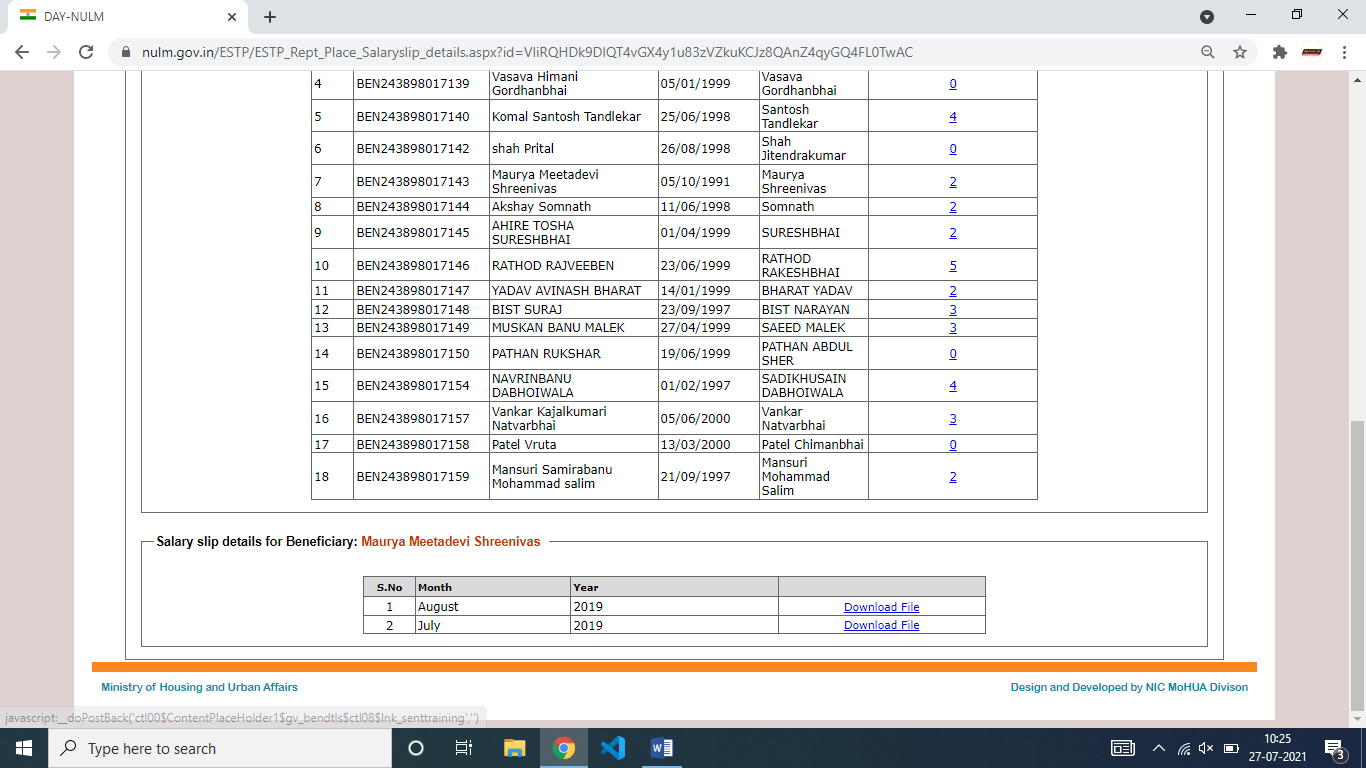 DAY-NULM
nulm.gov.in/ESTP/ESTP_Rept_Place_Salaryslip_details.aspx?id=VIiRQHDk9DlQT4vGX4y1u83zVZkuKCJz8QAnZ4qyGQ4FL0TwAC
4 BEN243898017139 Vasava Himani Gordhanbhai 05/01/1999 Vasava Gordhanbhai 0
5 BEN243898017140 Komal Santosh Tandlekar 25/06/1998 Santosh Tandlekar 4
6 BEN243898017142 shah Prital 26/08/1998 Shah Jitendrakumar 0
7 BEN243898017143 Maurya Meetadevi Shreenivas 05/10/1991 Maurya Shreenivas 2
8 BEN243898017144 Akshay Somnath 11/06/1998 Somnath 2
9 BEN243898017145 AHIRE TOSHA SURESHBHAI 01/04/1999 SURESHBHAI 2
10 BEN243898017146 RATHOD RAJVEEBEN 23/06/1999 RATHOD RAKESHBHAI 5
11 BEN243898017147 YADAV AVINASH BHARAT 14/01/1999 BHARAT YADAV 2
12 BEN243898017148 BIST SURAJ 23/09/1997 BIST NARAYAN 3
13 BEN243898017149 MUSKAN BANU MALEK 27/04/1999 SAEED MALEK 3
14 BEN243898017150 PATHAN RUKSHAR 19/06/1999 PATHAN ABDUL SHER 0
15 BEN243898017154 NAVRINBANU DABHOIWALA 01/02/1997 SADIKHUSAIN DABHOIWALA 4
16 BEN243898017157 Vankar Kajalkumari Natvarbhai 05/06/2000 Vankar Natvarbhai 3
17 BEN243898017158 Patel Vruta 13/03/2000 Patel Chimanbhai 0
18 BEN243898017159 Mansuri Samirabanu Mohammad salim 21/09/1997 Mansuri Mohammad Salim 2
Salary slip details for Beneficiary: Maurya Meetadevi Shreenivas
S.No Month Year
1 August 2019 Download File
2 July 2019 Download File
Ministry of Housing and Urban Affairs Design and Developed by NIC MoHUA Divison
javascript:__doPostBack('ctl00$ContentPlaceHolder1$gv_bendtls$ctl08$lnk_senttraining','')
Type here to search
10:25
27-07-2021
3